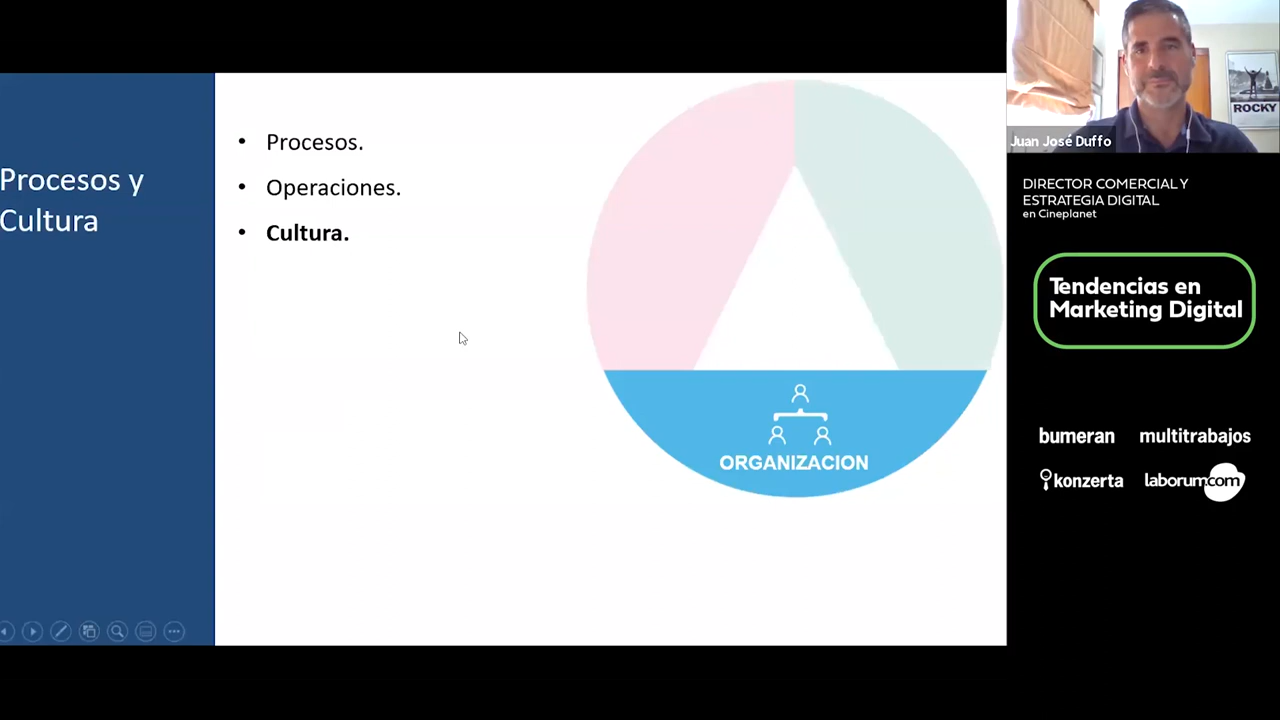 Procesos y
Cultura
• Procesos.
• Operaciones.
• Cultura.
ORGANIZACION
ROCKY
Juan José Duffo
DIRECTOR COMERCIAL Y
ESTRATEGIA DIGITAL
en Cineplanet
Tendencias en
Marketing Digital
bumeran multitrabajos
konzerta laborum.com